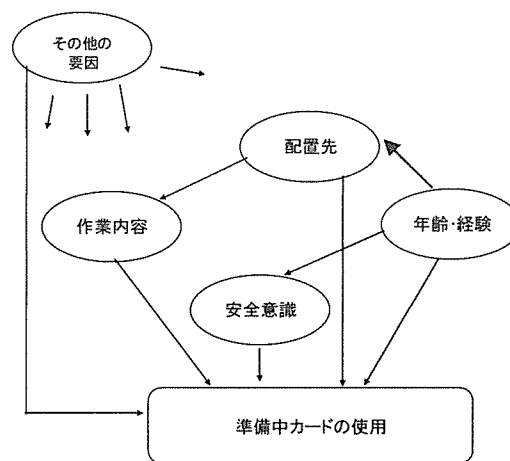 その他の
要因
配置先
作業内容
年齢・経験
安全意識
準備中カードの使用